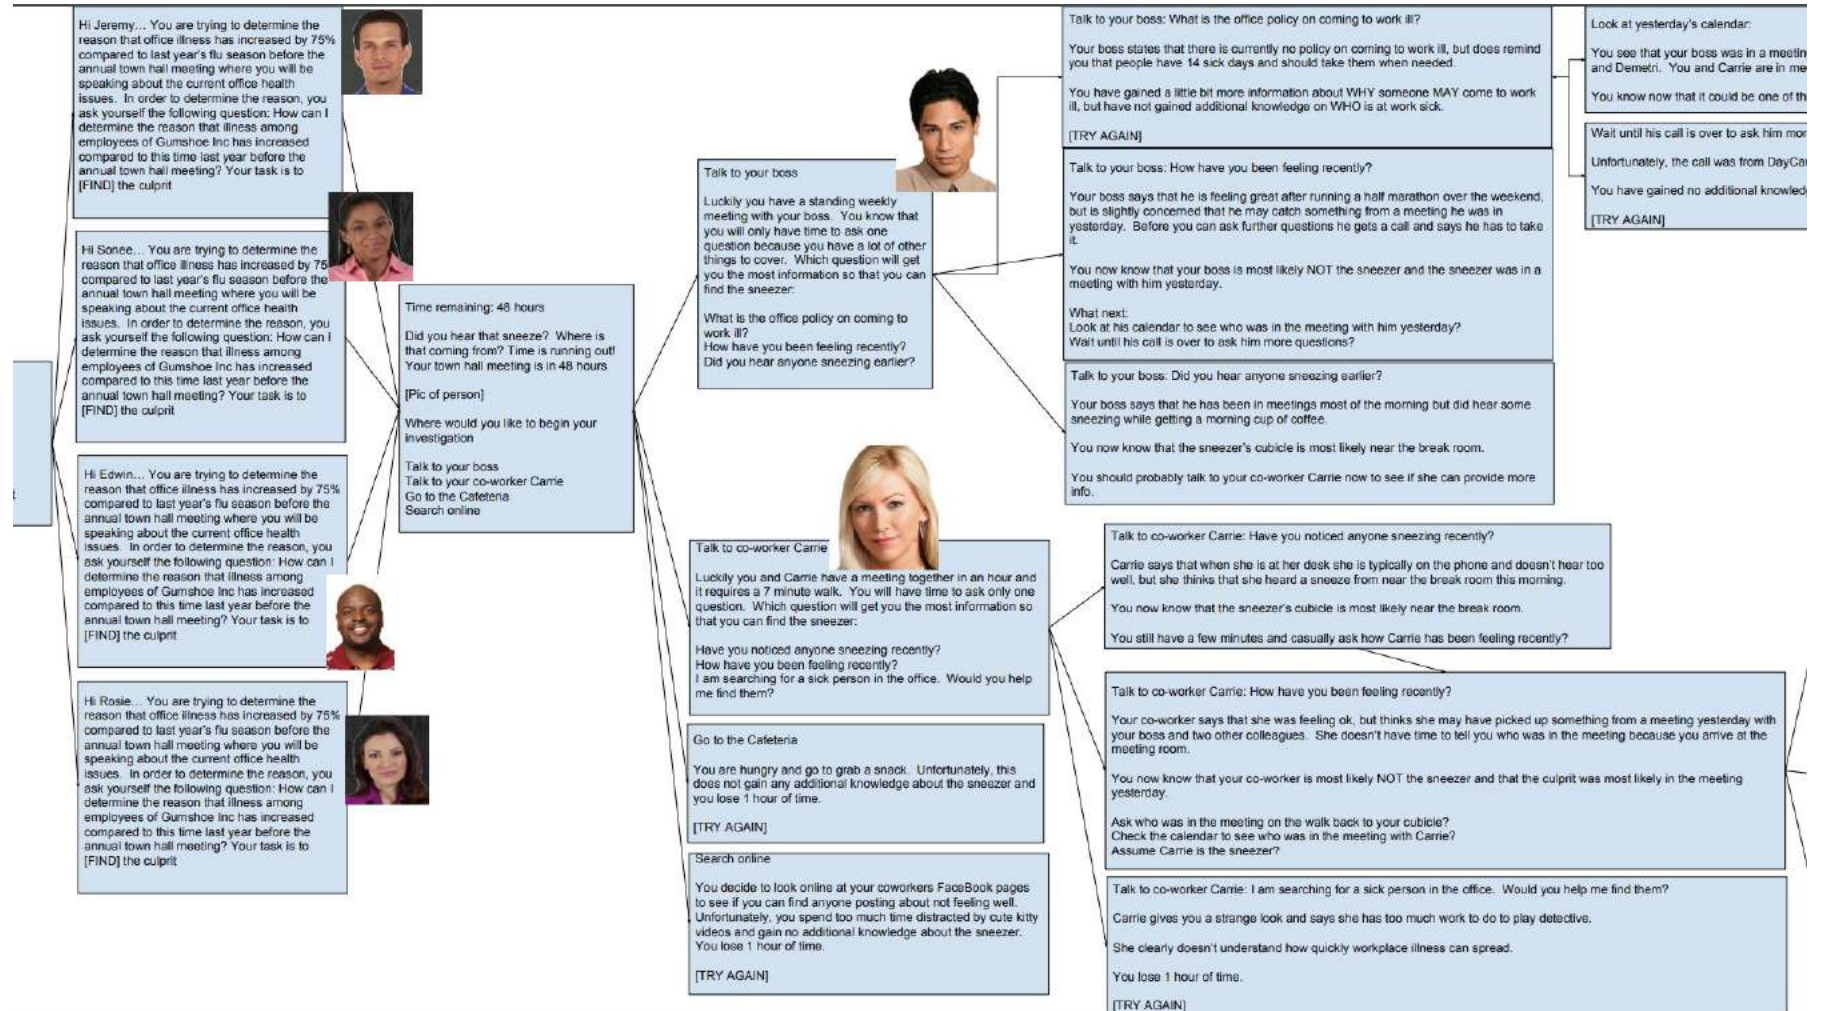 Hi Jeremy... You are trying to determine the
reason that office illness has increased by 75%
compared to last year's flu season before the
annual town hall meeting where you will be
speaking about the current office health
issues. In order to determine the reason, you
ask yourself the following question: How can I
determine the reason that illness among
employees of Gumshoe Inc has increased
compared to this time last year before the
annual town hall meeting? Your task is to
[FIND] the culprit
Hi Sonee... You are trying to determine the
reason that office illness has increased by 75
compared to last year's flu season before the
annual town hall meeting where you will be
speaking about the current office health
issues. In order to determine the reason, you
ask yourself the following question: How can I
determine the reason that illness among
employees of Gumshoe Inc has increased
compared to this time last year before the
annual town hall meeting? Your task is to
[FIND] the culprit
Hi Edwin... You are trying to determine the
reason that office illness has increased by 75%
compared to last year's flu season before the
annual town hall meeting where you will be
speaking about the current office health
issues. In order to determine the reason, you
ask yourself the following question: How can I
determine the reason that illness among
employees of Gumshoe Inc has increased
compared to this time last year before the
annual town hall meeting? Your task is to
[FIND] the culprit
Hi Rosie... You are trying to determine the
reason that office illness has increased by 75%
compared to last year's flu season before the
annual town hall meeting where you will be
speaking about the current office health
issues. In order to determine the reason, you
ask yourself the following question: How can I
determine the reason that illness among
employees of Gumshoe Inc has increased
compared to this time last year before the
annual town hall meeting? Your task is to
[FIND] the culprit
Time remaining: 48 hours
Did you hear that sneeze? Where is
that coming from? Time is running out!
Your town hall meeting is in 48 hours
[Pic of person]
Where would you like to begin your
investigation
Talk to your boss
Talk to your co-worker Carrie
Go to the Cafeteria
Search online
Talk to your boss
Luckily you have a standing weekly
meeting with your boss. You know that
you will only have time to ask one
question because you have a lot of other
things to cover. Which question will get
you the most information so that you can
find the sneezer:
What is the office policy on coming to
work ill?
How have you been feeling recently?
Did you hear anyone sneezing earlier?
Talk to co-worker Carrie
Luckily you and Carrie have a meeting together in an hour and
it requires a 7 minute walk. You will have time to ask only one
question. Which question will get you the most information so
that you can find the sneezer:
Have you noticed anyone sneezing recently?
How have you been feeling recently?
I am searching for a sick person in the office. Would you help
me find them?
Go to the Cafeteria
You are hungry and go to grab a snack. Unfortunately, this
does not gain any additional knowledge about the sneezer and
you lose 1 hour of time.
[TRY AGAIN]
Search online
You decide to look online at your coworkers FaceBook pages
to see if you can find anyone posting about not feeling well.
Unfortunately, you spend too much time distracted by cute kitty
videos and gain no additional knowledge about the sneezer.
You lose 1 hour of time.
[TRY AGAIN]
Talk to your boss: What is the office policy on coming to work ill?
Your boss states that there is currently no policy on coming to work ill, but does remind
you that people have 14 sick days and should take them when needed.
You have gained a little bit more information about WHY someone MAY come to work
ill, but have not gained additional knowledge on WHO is at work sick.
[TRY AGAIN]
Talk to your boss: How have you been feeling recently?
Your boss says that he is feeling great after running a half marathon over the weekend,
but is slightly concerned that he may catch something from a meeting he was in
yesterday. Before you can ask further questions he gets a call and says he has to take
it.
You now know that your boss is most likely NOT the sneezer and the sneezer was in a
meeting with him yesterday.
What next:
Look at his calendar to see who was in the meeting with him yesterday?
Wait until his call is over to ask him more questions?
Talk to your boss: Did you hear anyone sneezing earlier?
Your boss says that he has been in meetings most of the morning but did hear some
sneezing while getting a morning cup of coffee.
You now know that the sneezer's cubicle is most likely near the break room.
You should probably talk to your co-worker Carrie now to see if she can provide more
info.
Talk to co-worker Carrie: Have you noticed anyone sneezing recently?
Carrie says that when she is at her desk she is typically on the phone and doesn't hear too
well, but she thinks that she heard a sneeze from near the break room this morning.
You now know that the sneezer's cubicle is most likely near the break room.
You still have a few minutes and casually ask how Carrie has been feeling recently?
Talk to co-worker Carrie: How have you been feeling recently?
Your co-worker says that she was feeling ok, but thinks she may have picked up something from a meeting yesterday with
your boss and two other colleagues. She doesn't have time to tell you who was in the meeting because you arrive at the
meeting room.
You now know that your co-worker is most likely NOT the sneezer and that the culprit was most likely in the meeting
yesterday.
Ask who was in the meeting on the walk back to your cubicle?
Check the calendar to see who was in the meeting with Carrie?
Assume Carrie is the sneezer?
Talk to co-worker Carrie: I am searching for a sick person in the office. Would you help me find them?
Carrie gives you a strange look and says she has too much work to do to play detective.
She clearly doesn't understand how quickly workplace illness can spread.
You lose 1 hour of time.
[TRY AGAIN]
Look at yesterday's calendar:
You see that your boss was in a
and Demetri. You and Carrie are in
You know now that it could be one of
Wait until his call is over to ask him
Unfortunately, the call was from
You have gained no additional
[TRY AGAIN]